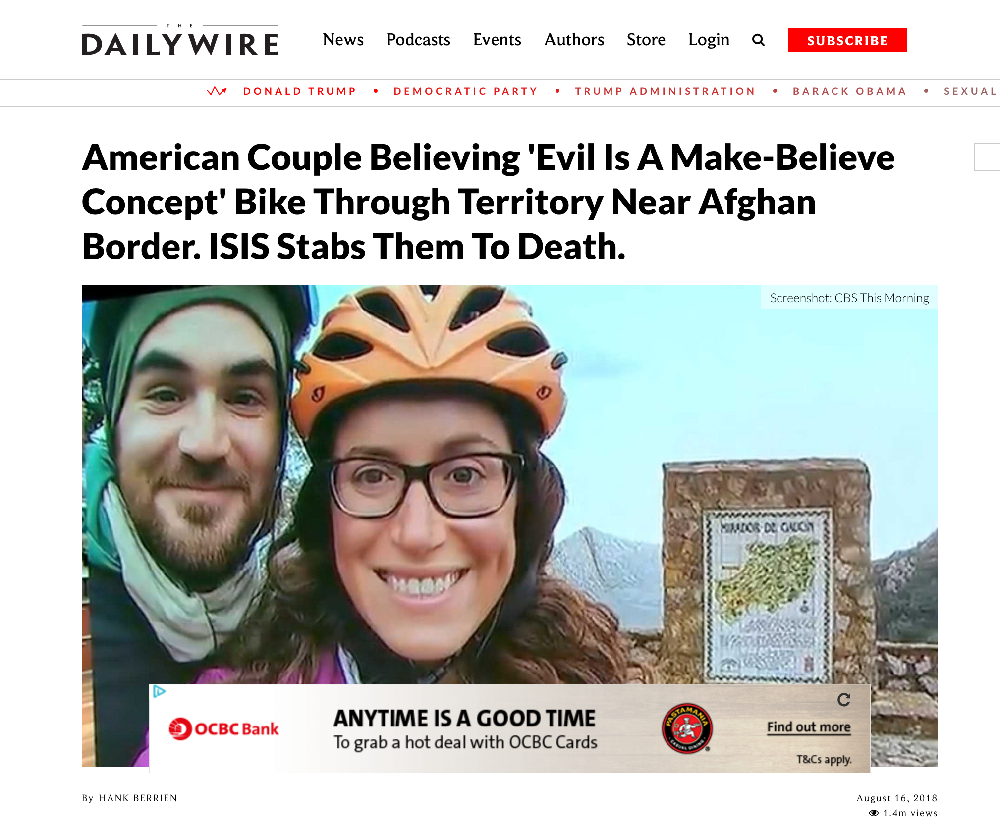 THE
DAILYWIRE
News Podcasts Events Authors Store Login SUBSCRIBE
DONALD TRUMP • DEMOCRATIC PARTY • TRUMP ADMINISTRATION • BARACK OBAMA • SEXUAL
American Couple Believing 'Evil Is A Make-Believe
Concept' Bike Through Territory Near Afghan
Border. ISIS Stabs Them To Death.
Screenshot: CBS This Morning
MIRADOR DE GAUCIN
OCBC Bank
ANYTIME IS A GOOD TIME
To grab a hot deal with OCBC Cards
PASTAMANIA
CASUAL DINING
Find out more
T&Cs apply.
By HANK BERRIEN
August 16, 2018
1.4m views